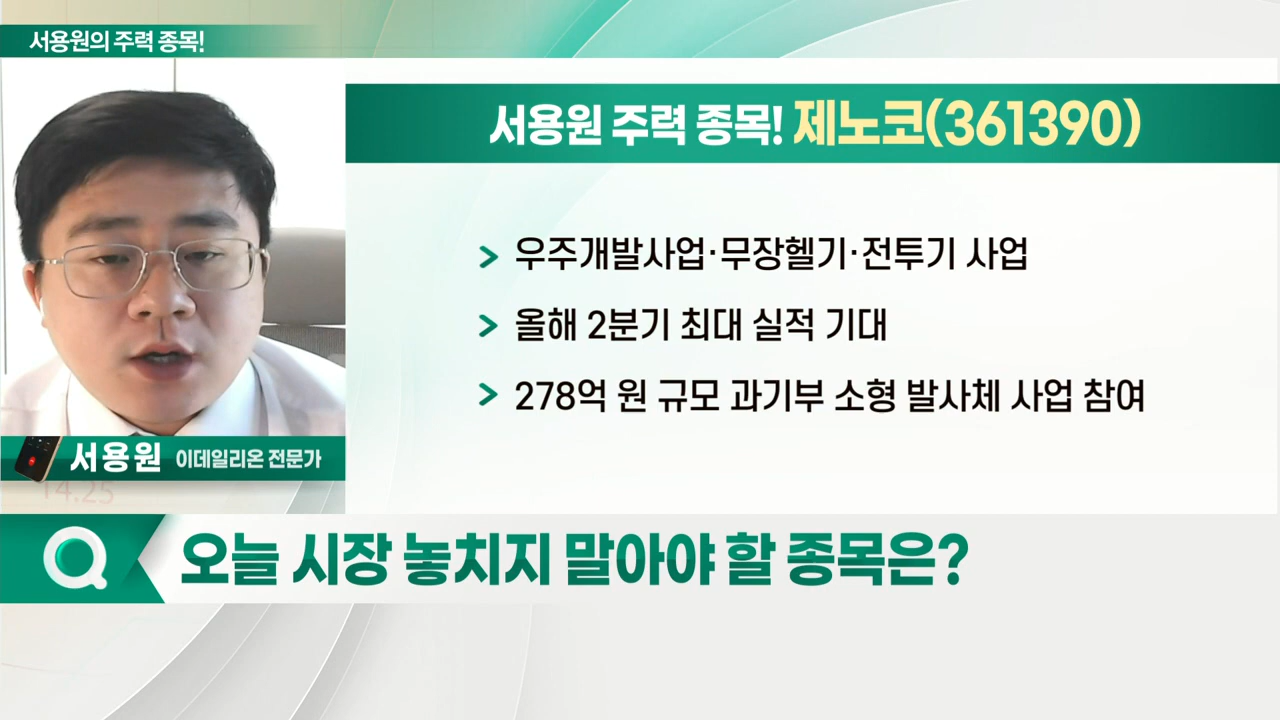 서용원의 주력 종목!
서용원 주력 종목! 제노코(361390)
> 우주개발사업·무장헬기·전투기 사업
> 올해 2분기 최대 실적 기대
> 278억 원 규모 과기부 소형 발사체 사업 참여
서용원 이데일리온 전문가
14.25
Q 오늘 시장 놓치지 말아야 할 종목은?